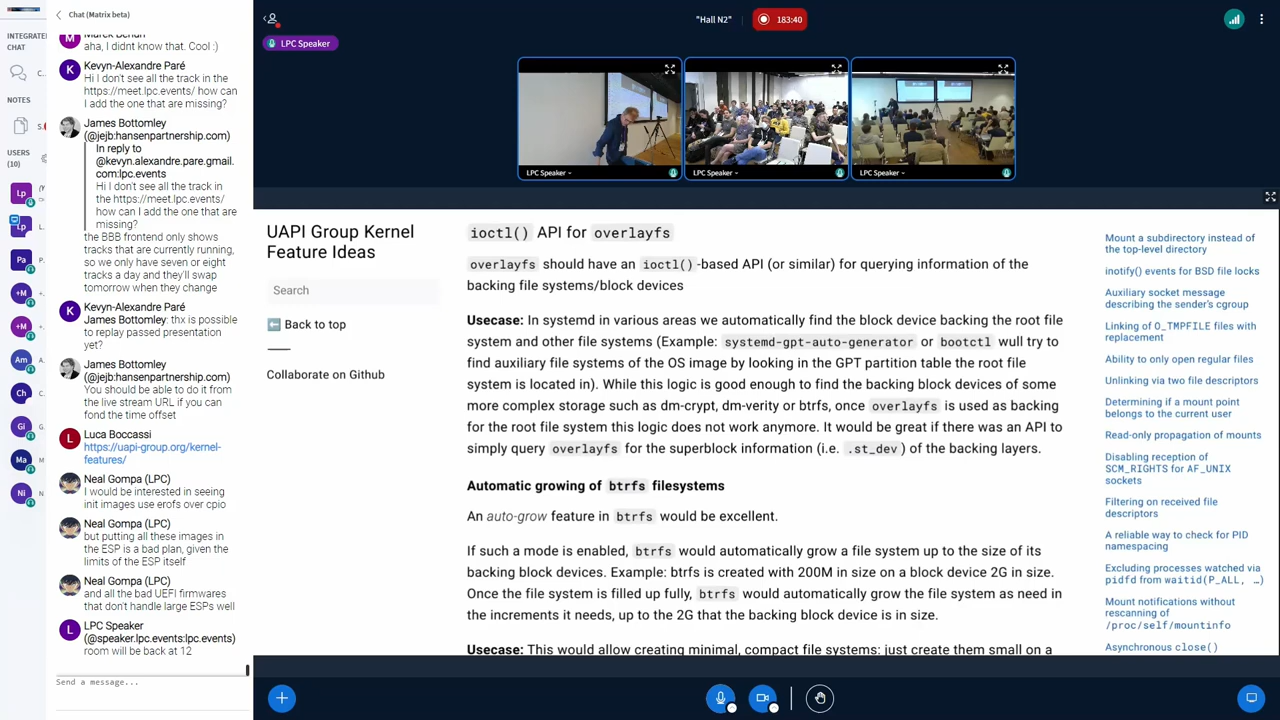 INTEGRATE
CHAT
C..
NOTES
S.
USERS
(10)
Lp
Lp
L..
Pa
P.
+M
+.
+M
+.
Am
A.
Ch
C.
Gi
G.
Ma
M.
Ni
N.
Chat (Matrix beta)
M
aha, I didnt know that. Cool :)
K
Kevyn-Alexandre Paré
Hi I don't see all the track in
the
https://meet.lpc.events/ how can
I add the one that are missing?
James Bottomley
(@jejb:hansenpartnership.com)
In reply to
@kevyn.alexandre.pare.gmail.
com:lpc.events
Hi I don't see all the track in
the https://meet.lpc.events/
how can I add the one that are
missing?
the BBB frontend only shows
tracks that are currently running,
so we only have seven or eight
tracks a day and they'll swap
tomorrow when they change
K
Kevyn-Alexandre Paré
James Bottomley: thx is possible
to replay passed presentation
yet?
James Bottomley
(@jejb:hansenpartnership.com)
You should be able to do it from
the live stream URL if you can
fond the time offset
L
Luca Boccassi
https://uapi-group.org/kernel-
features/
Neal Gompa (LPC)
I would be interested in seeing
init images use erofs over cpio
Neal Gompa (LPC)
but putting all these images in
the ESP is a bad plan, given the
limits of the ESP itself
Neal Gompa (LPC)
and all the bad UEFI firmwares
that don't handle large ESPs well
L
LPC Speaker
(@speaker.lpc.events:lpc.events)
room will be back at 12
Send a message...
"Hall N2"
183:40
LPC Speaker
LPC Speaker
LPC Speaker
LPC Speaker
UAPI Group Kernel
Feature Ideas
Search
Back to top
Collaborate on Github
ioctl() API for overlayfs
overlayfs should have an ioctl() -based API (or similar) for querying information of the
backing file systems/block devices
Usecase: In systemd in various areas we automatically find the block device backing the root file
system and other file systems (Example: systemd-gpt-auto-generator or bootctl wull try to
find auxiliary file systems of the OS image by looking in the GPT partition table the root file
system is located in). While this logic is good enough to find the backing block devices of some
more complex storage such as dm-crypt, dm-verity or btrfs, once overlayfs is used as backing
for the root file system this logic does not work anymore. It would be great if there was an API to
simply query overlayfs for the superblock information (i.e. .st_dev ) of the backing layers.
Automatic growing of btrfs filesystems
An auto-grow feature in btrfs would be excellent.
If such a mode is enabled, btrfs would automatically grow a file system up to the size of its
backing block devices. Example: btrfs is created with 200M in size on a block device 2G in size.
Once the file system is filled up fully, btrfs would automatically grow the file system as need in
the increments it needs, up to the 2G that the backing block device is in size.
Usecase: This would allow creating minimal, compact file systems: just create them small on a
Mount a subdirectory instead of
the top-level directory
inotify() events for BSD file locks
Auxiliary socket message
describing the sender's cgroup
Linking of O_TMPFILE files with
replacement
Ability to only open regular files
Unlinking via two file descriptors
Determining if a mount point
belongs to the current user
Read-only propagation of mounts
Disabling reception of
SCM_RIGHTS for AF_UNIX
sockets
Filtering on received file
descriptors
A reliable way to check for PID
namespacing
Excluding processes watched via
pidfd from waitid(P_ALL, …)
Mount notifications without
rescanning of
/proc/self/mountinfo
Asynchronous close()